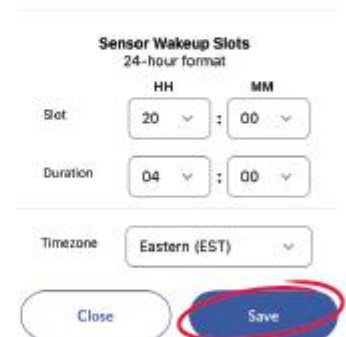 Sensor Wakeup Slots
24-hour format
HH MM
Slot 20 : 00
Duration 04 : 00
Timezone Eastern (EST)
Close Save